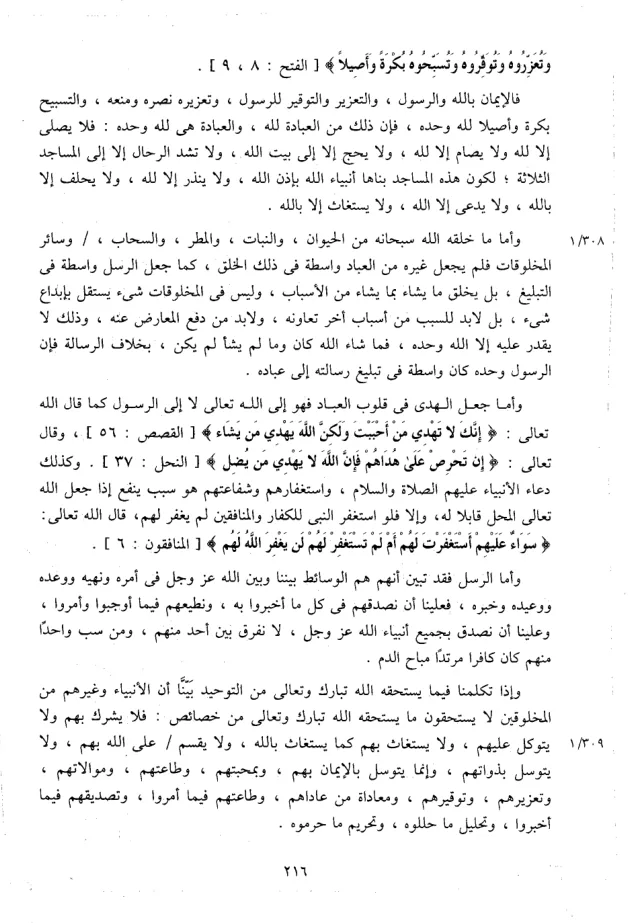 وَتُعَزِّرُوهُ وَتُوَقِّرُوهُ وَتُسَبِّحُوهُ بُكْرَةً وَأَصِيلاً ﴾ [ الفتح : ٨ ، ٩ ] .
فالإيمان بالله والرسول ، والتعزير والتوقير للرسول ، وتعزيره نصره ومنعه ، والتسبيح
بكرة وأصيلا لله وحده ، فإن ذلك من العبادة لله ، والعبادة هى لله وحده : فلا يصلى
إلا لله ولا يصام إلا لله ، ولا يحج إلا إلى بيت الله ، ولا تشد الرحال إلا إلى المساجد
الثلاثة ؛ لكون هذه المساجد بناها أنبياء الله بإذن الله ، ولا ينذر إلا لله ، ولا يحلف إلا
بالله ، ولا يدعى إلا الله ، ولا يستغاث إلا بالله .
١/٣٠٨ وأما ما خلقه الله سبحانه من الحيوان ، والنبات ، والمطر ، والسحاب ، / وسائر
المخلوقات فلم يجعل غيره من العباد واسطة فى ذلك الخلق ، كما جعل الرسل واسطة فى
التبليغ ، بل يخلق ما يشاء بما يشاء من الأسباب ، وليس فى المخلوقات شىء يستقل بإبداع
شىء ، بل لابد للسبب من أسباب أخر تعاونه ، ولابد من دفع المعارض عنه ، وذلك لا
يقدر عليه إلا الله وحده ، فما شاء الله كان وما لم يشأ لم يكن ، بخلاف الرسالة فإن
الرسول وحده كان واسطة فى تبليغ رسالته إلى عباده .
وأما جعل الهدى فى قلوب العباد فهو إلى الله تعالى لا إلى الرسول كما قال الله
تعالى : ﴿ إِنَّكَ لا تَهْدِي مَنْ أَحْبَبْتَ وَلَكِنَّ اللَّهَ يَهْدِي مَن يَشَاء ﴾ [ القصص : ٥٦ ] ، وقال
تعالى : ﴿ إِن تَحْرِصْ عَلَىٰ هُدَاهُمْ فَإِنَّ اللَّهَ لا يَهْدِي مَن يُضِل ﴾ [ النحل : ٣٧ ] . وكذلك
دعاء الأنبياء عليهم الصلاة والسلام ، واستغفارهم وشفاعتهم هو سبب ينفع إذا جعل الله
تعالى المحل قابلا له، وإلا فلو استغفر النبى للكفار والمنافقين لم يغفر لهم، قال الله تعالى:
﴿ سَوَاءٌ عَلَيْهِمْ أَسْتَغْفَرْتَ لَهُمْ أَمْ لَمْ تَسْتَغْفِرْ لَهُمْ لَن يَغْفِرَ اللَّهُ لَهُم ﴾ [ المنافقون : ٦ ] .
وأما الرسل فقد تبين أنهم هم الوسائط بيننا وبين الله عز وجل فى أمره ونهيه ووعده
ووعيده وخبره ، فعلينا أن نصدقهم فى كل ما أخبروا به ، ونطيعهم فيما أوجبوا وأمروا ،
وعلينا أن نصدق بجميع أنبياء الله عز وجل ، لا نفرق بين أحد منهم ، ومن سب واحدًا
منهم كان كافرا مرتدًا مباح الدم .
وإذا تكلمنا فيما يستحقه الله تبارك وتعالى من التوحيد بَيَّنَّا أن الأنبياء وغيرهم من
المخلوقين لا يستحقون ما يستحقه الله تبارك وتعالى من خصائص : فلا يشرك بهم ولا
١/٣٠٩ يتوكل عليهم ، ولا يستغاث بهم كما يستغاث بالله ، ولا يقسم / على الله بهم ، ولا
يتوسل بذواتهم ، وإنما يتوسل بالإيمان بهم ، وبمحبتهم ، وطاعتهم ، وموالاتهم ،
وتعزيرهم ، وتوقيرهم ، ومعاداة من عاداهم ، وطاعتهم فيما أمروا ، وتصديقهم فيما
أخبروا ، وتحليل ما حللوه ، وتحريم ما حرموه .
٢١٦